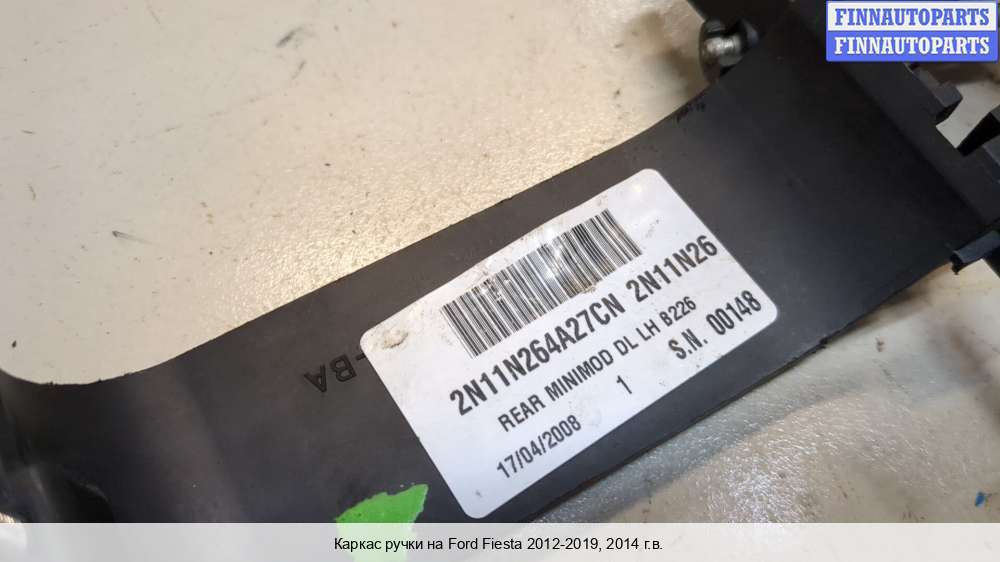 FINNAUTOPARTS
FINNAUTOPARTS
2N11N264A27CN 2N11N26
REAR MINIMOD DL LH B226
17/04/2008 1 S.N. 00148
-BA
Каркас ручки на Ford Fiesta 2012-2019, 2014 г.в.